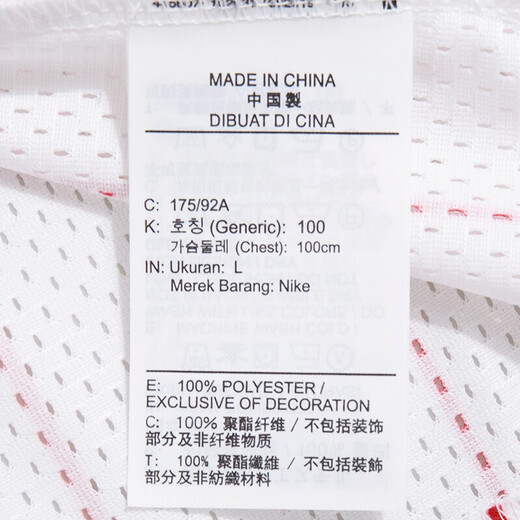 MADE IN CHINA
中国製
DIBUAT DI CINA
C: 175/92A
K: 호칭 (Generic): 100
가슴둘레 (Chest): 100cm
IN: Ukuran: L
Merek Barang: Nike
E: 100% POLYESTER /
EXCLUSIVE OF DECORATION
C: 100% 聚酯纤维 / 不包括装饰
部分及非纤维物质
T: 100% 聚酯纖維 / 不包括裝飾
部分及非紡織材料